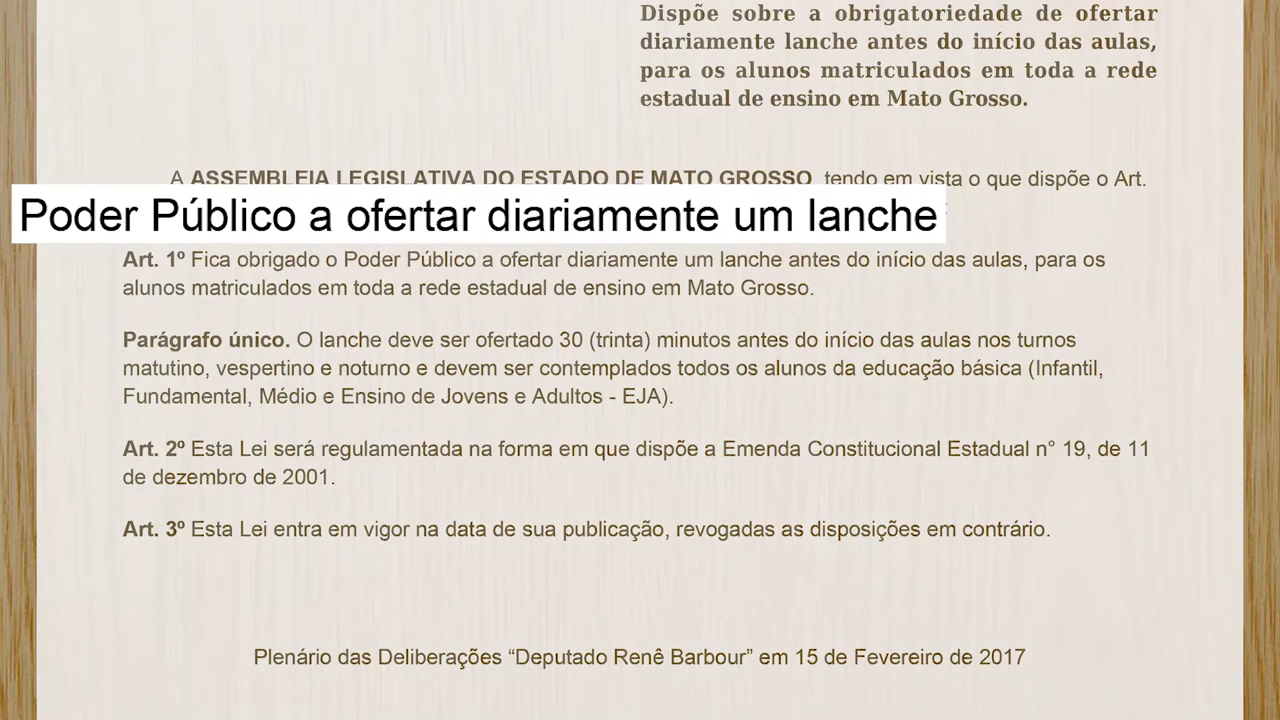 Dispõe sobre a obrigatoriedade de ofertar
diariamente lanche antes do início das aulas,
para os alunos matriculados em toda a rede
estadual de ensino em Mato Grosso.
A ASSEMBLEIA LEGISLATIVA DO ESTADO DE MATO GROSSO, tendo em vista o que dispõe o Art.
Poder Público a ofertar diariamente um lanche
Art. 1º Fica obrigado o Poder Público a ofertar diariamente um lanche antes do início das aulas, para os
alunos matriculados em toda a rede estadual de ensino em Mato Grosso.
Parágrafo único. O lanche deve ser ofertado 30 (trinta) minutos antes do início das aulas nos turnos
matutino, vespertino e noturno e devem ser contemplados todos os alunos da educação básica (Infantil,
Fundamental, Médio e Ensino de Jovens e Adultos - EJA).
Art. 2º Esta Lei será regulamentada na forma em que dispõe a Emenda Constitucional Estadual n° 19, de 11
de dezembro de 2001.
Art. 3º Esta Lei entra em vigor na data de sua publicação, revogadas as disposições em contrário.
Plenário das Deliberações “Deputado Renê Barbour” em 15 de Fevereiro de 2017